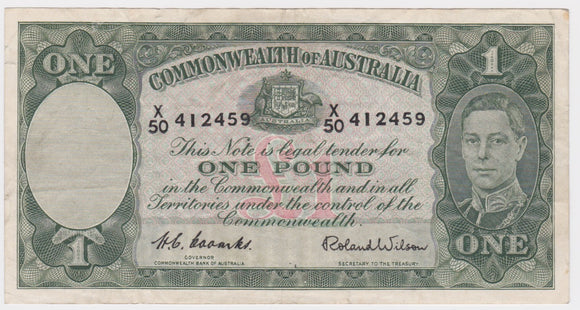 ONE
COMMONWEALTH OF AUSTRALIA
1
X/50 412459
X/50 412459
AUSTRALIA
This Note is legal tender for
ONE POUND
in the Commonwealth and in all
Territories under the control of the
Commonwealth.
£1
H.C. Coombs.
Roland Wilson
GOVERNOR
COMMONWEALTH BANK OF AUSTRALIA
SECRETARY TO THE TREASURY
1
ONE